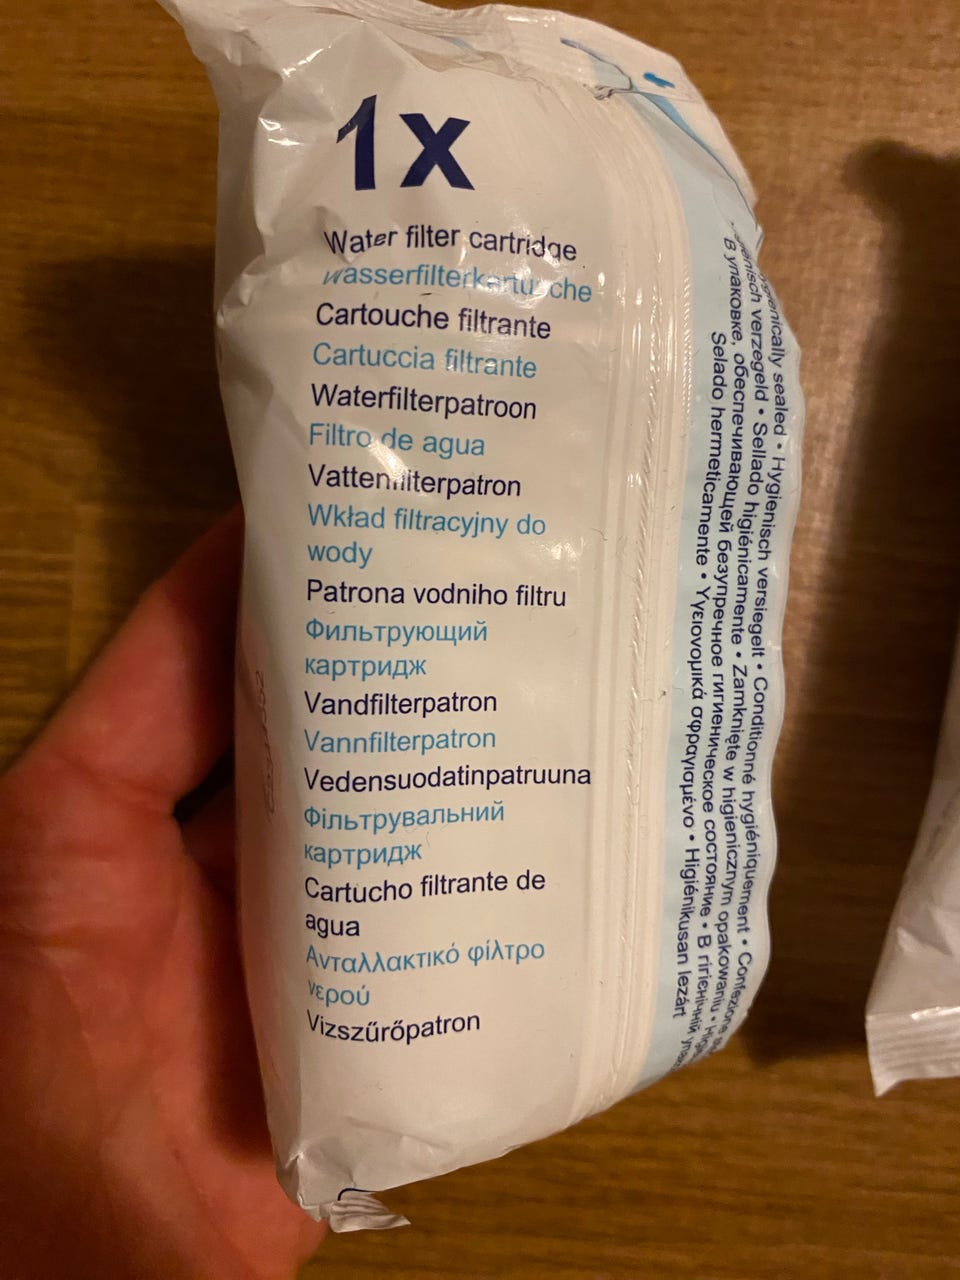 1x
Water filter cartridge
Wasserfilterkartusche
Cartouche filtrante
Cartuccia filtrante
Waterfilterpatroon
Filtro de agua
Vattenfilterpatron
Wkład filtracyjny do
wody
Patrona vodniho filtru
Фильтрующий
картридж
Vandfilterpatron
Vannfilterpatron
Vedensuodatinpatruuna
Фільтрувальний
картридж
Cartucho filtrante de
agua
Ανταλλακτικό φίλτρο
νερού
Vizszűrőpatron
sealed • Hygienisch versiegelt • Conditionné hygiéniquement • Confezione
verzegeld • Sellado higiénicamente • Zamknięte w higienicznym opakowaniu •
В упаковке, обеспечивающей безупречное гигиеническое состояние • В гігієнічній
Selado hermeticamente • Υγειονομικά σφραγισμένο • Higiénikusan lezárt